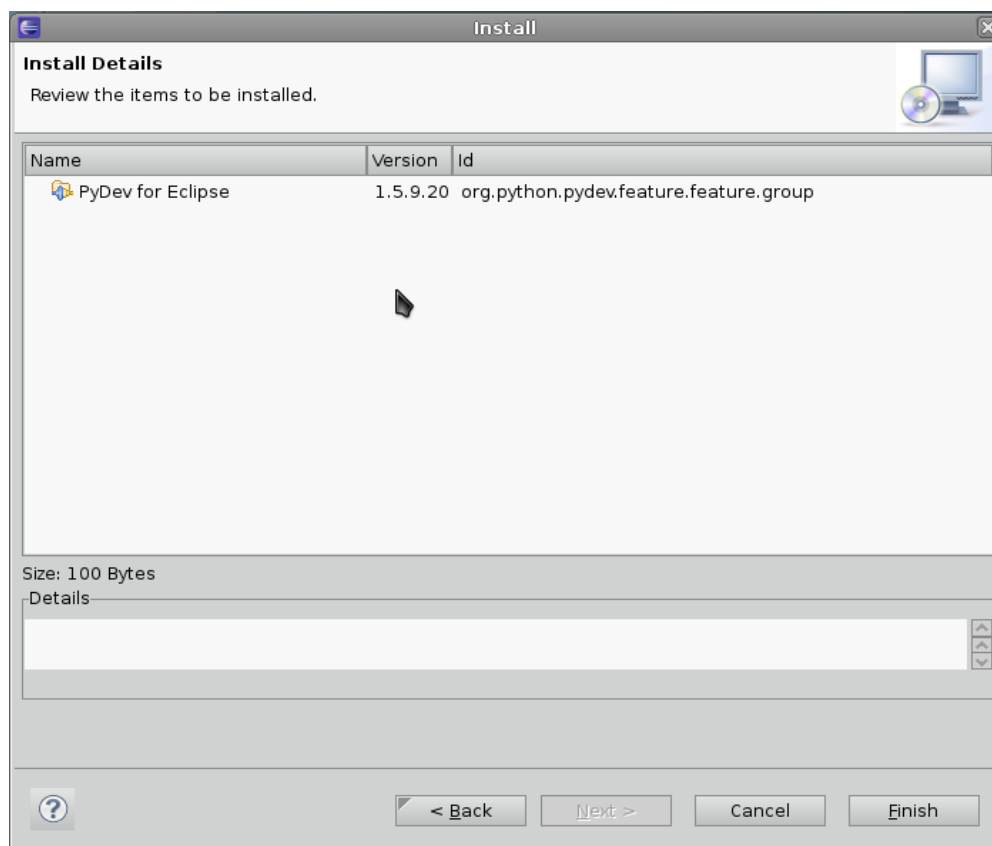 Install
Install Details
Review the items to be installed.
Name Version Id
PyDev for Eclipse 1.5.9.20 org.python.pydev.feature.feature.group
Size: 100 Bytes
Details
< Back Next > Cancel Finish